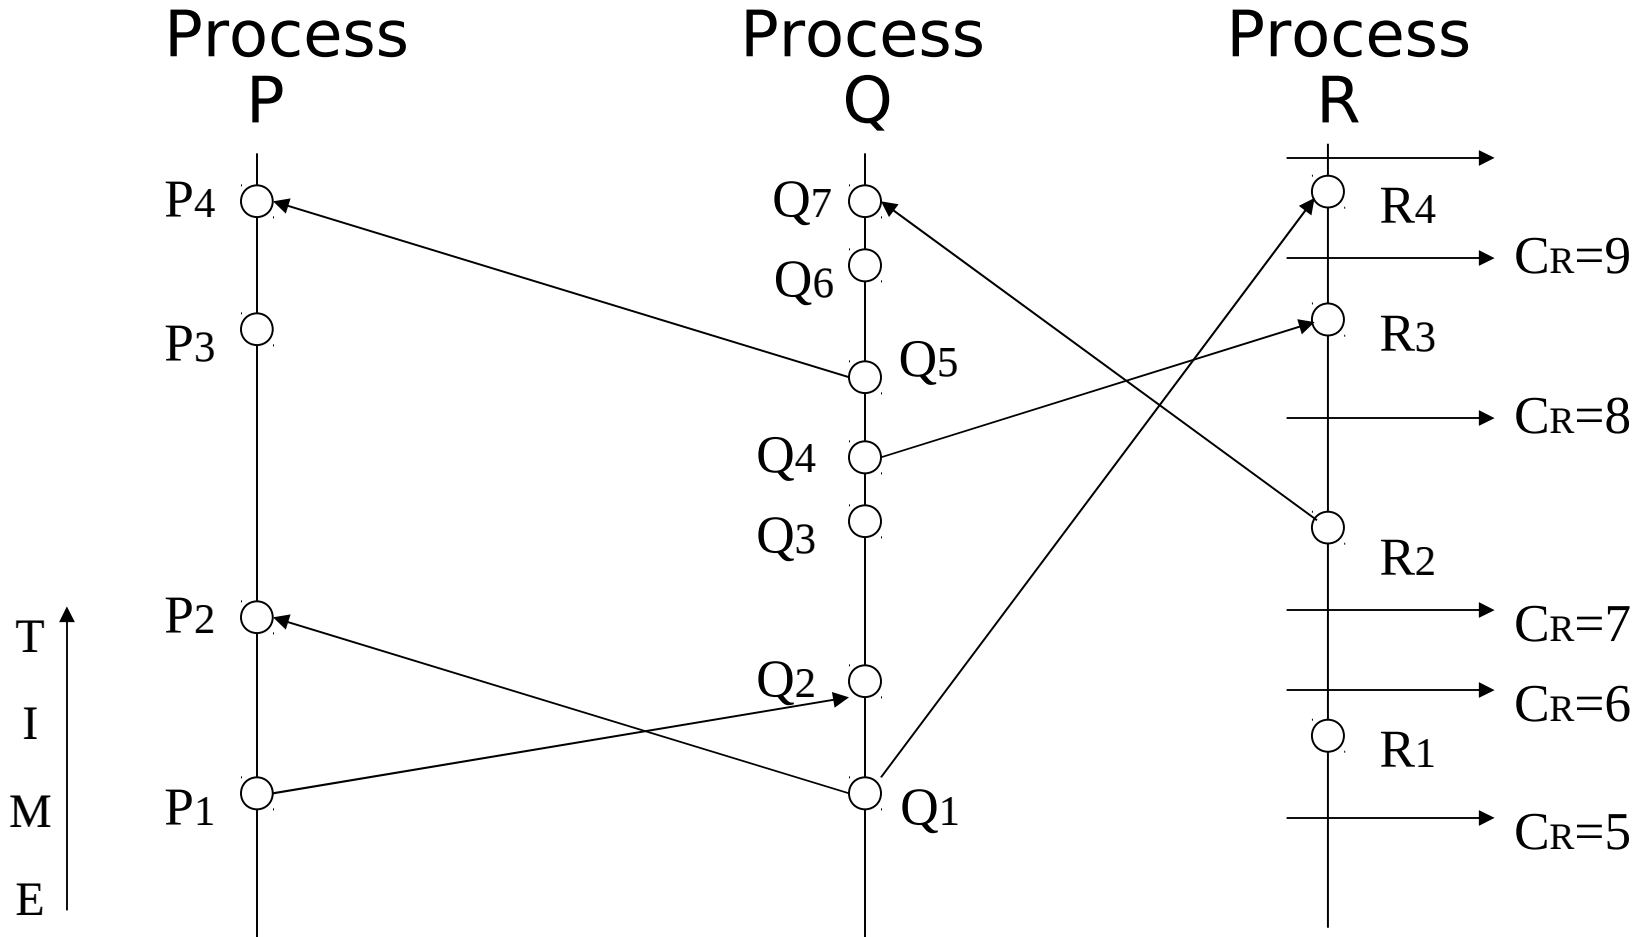 Process P
Process Q
Process R
P4
Q7
R4
CR=9
Q6
P3
R3
Q5
CR=8
Q4
Q3
R2
P2
CR=7
T
Q2
CR=6
I
R1
P1
Q1
M
CR=5
E